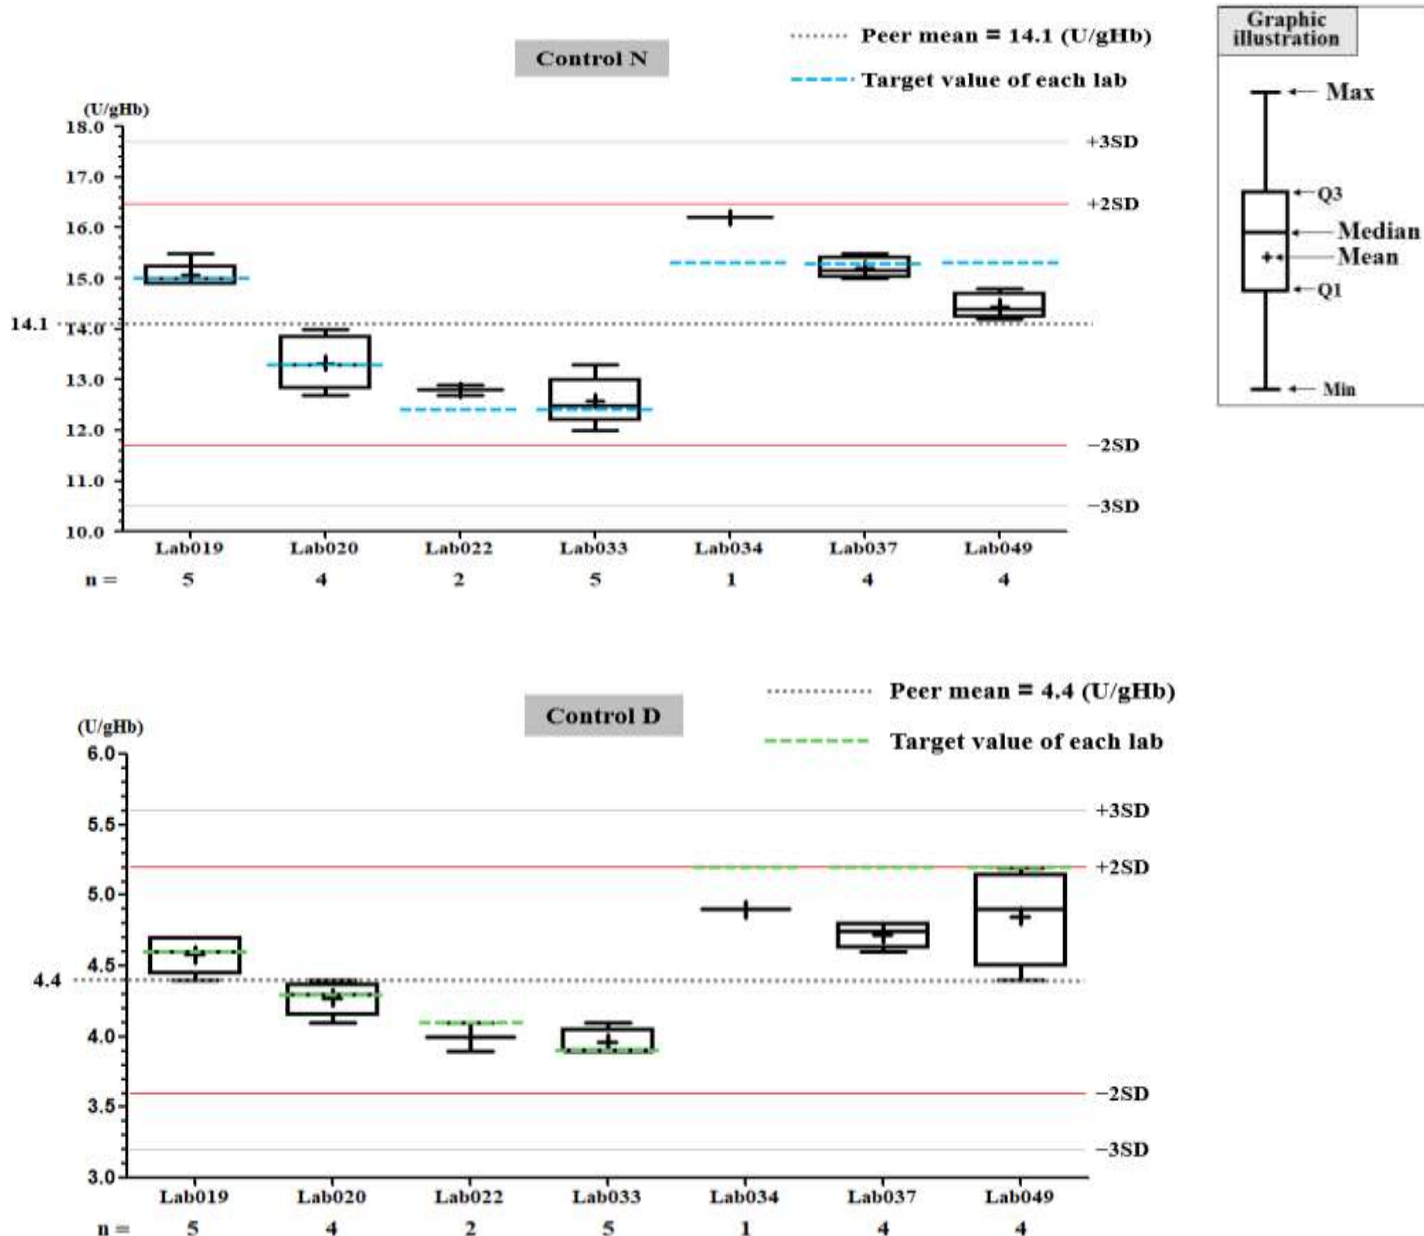 Control N
Peer mean = 14.1 (U/gHb)
Target value of each lab
(U/gHb)
18.0
17.0
16.0
15.0
14.0
13.0
12.0
11.0
10.0
14.1
+3SD
+2SD
−2SD
−3SD
Lab019 Lab020 Lab022 Lab033 Lab034 Lab037 Lab049
n = 5 4 2 5 1 4 4
Graphic
illustration
Max
Q3
Median
Mean
Q1
Min
Control D
Peer mean = 4.4 (U/gHb)
Target value of each lab
(U/gHb)
6.0
5.5
5.0
4.5
4.0
3.5
3.0
4.4
+3SD
+2SD
−2SD
−3SD
Lab019 Lab020 Lab022 Lab033 Lab034 Lab037 Lab049
n = 5 4 2 5 1 4 4